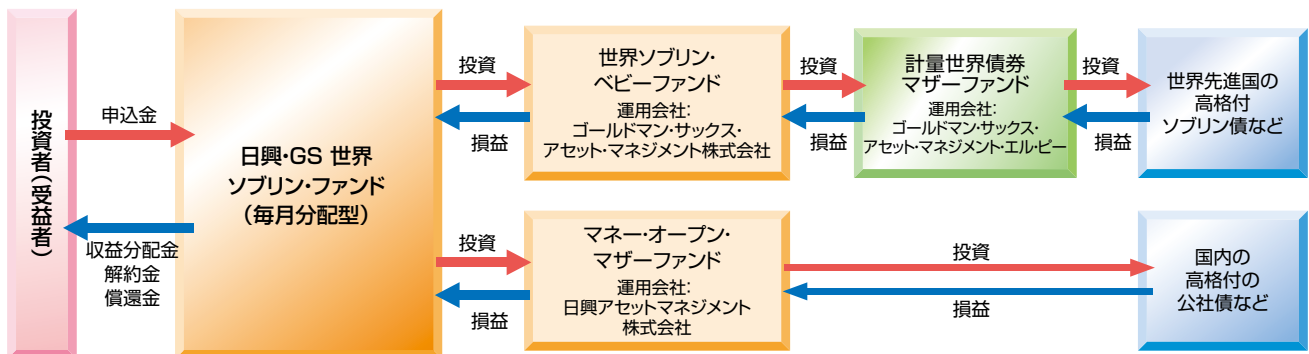 投資者(受益者)
申込金
収益分配金
解約金
償還金
日興・GS 世界
ソブリン・ファンド
(毎月分配型)
投資
損益
世界ソブリン・
ベビーファンド
運用会社:
ゴールドマン・サックス・
アセット・マネジメント株式会社
投資
損益
計量世界債券
マザーファンド
運用会社:
ゴールドマン・サックス・
アセット・マネジメント・エル・ピー
投資
損益
世界先進国の
高格付
ソブリン債など
投資
損益
マネー・オープン・
マザーファンド
運用会社:
日興アセットマネジメント
株式会社
投資
損益
国内の
高格付の
公社債など